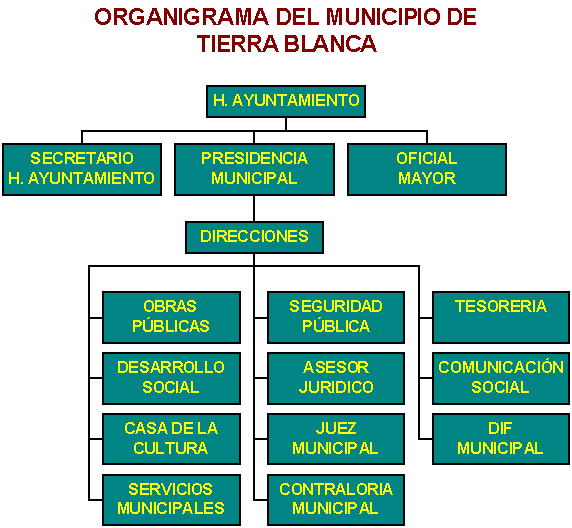 ORGANIGRAMA DEL MUNICIPIO DE
TIERRA BLANCA
H. AYUNTAMIENTO
SECRETARIO
H. AYUNTAMIENTO
PRESIDENCIA
MUNICIPAL
OFICIAL
MAYOR
DIRECCIONES
OBRAS
PÚBLICAS
SEGURIDAD
PÚBLICA
TESORERIA
DESARROLLO
SOCIAL
ASESOR
JURIDICO
COMUNICACIÓN
SOCIAL
CASA DE LA
CULTURA
JUEZ
MUNICIPAL
DIF
MUNICIPAL
SERVICIOS
MUNICIPALES
CONTRALORIA
MUNICIPAL